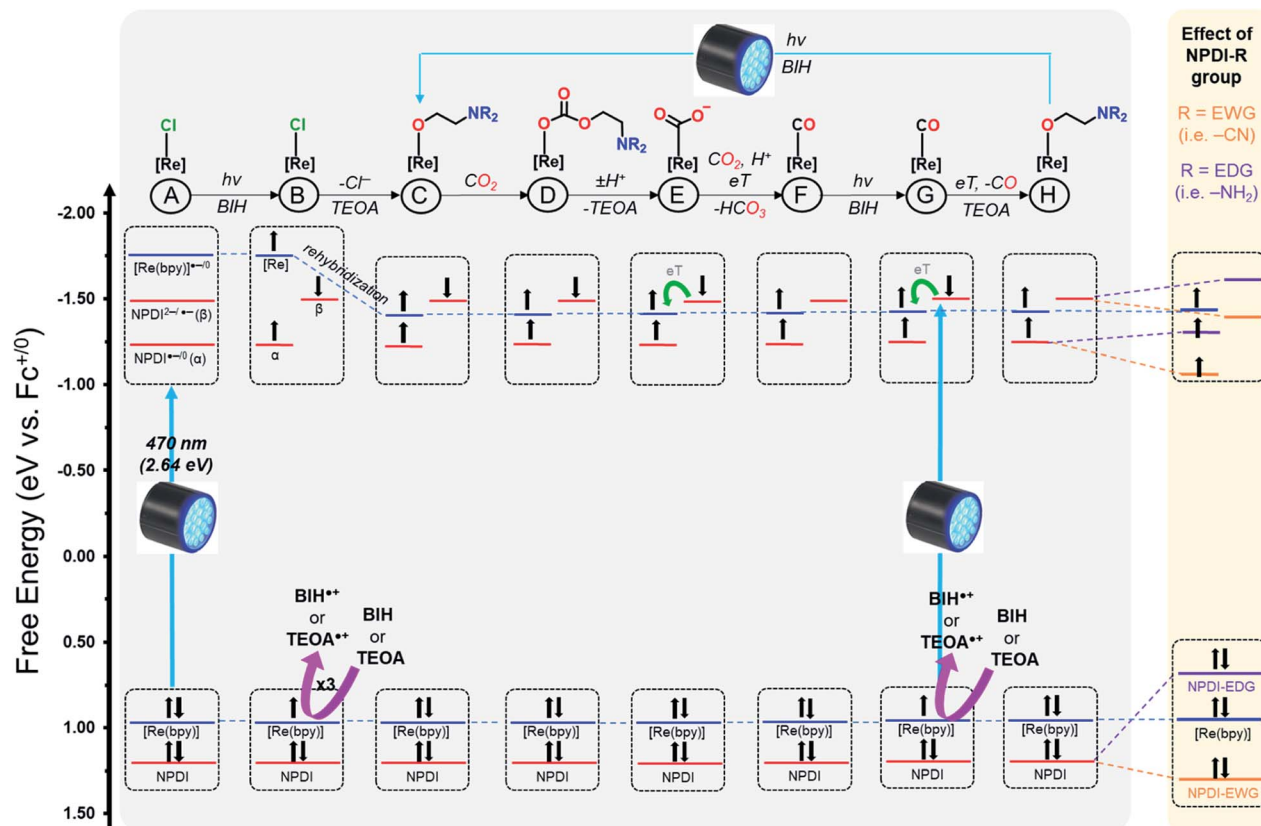 hv
BIH
Effect of
NPDI-R
group
R = EWG
(i.e. –CN)
R = EDG
(i.e. –NH₂)
Cl
[Re]
A
hv
BIH
Cl
[Re]
B
-Cl⁻
TEOA
NR₂
O
[Re]
C
CO₂
O
O
O
NR₂
[Re]
D
±H⁺
-TEOA
O
O⁻
[Re]
E
CO₂, H⁺
eT
-HCO₃
CO
[Re]
F
hv
BIH
CO
[Re]
G
eT, -CO
TEOA
NR₂
O
[Re]
H
Free Energy (eV vs. Fc⁺ᐟ⁰)
-2.00
-1.50
-1.00
-0.50
0.00
0.50
1.00
1.50
[Re(bpy)]•−/0
NPDI²⁻/•− (β)
NPDI•−/0 (α)
[Re]
β
α
rehybridization
eT
eT
470 nm
(2.64 eV)
BIH•+
or
TEOA•+
BIH
or
TEOA
x3
BIH•+
or
TEOA•+
BIH
or
TEOA
[Re(bpy)]
NPDI
[Re(bpy)]
NPDI
[Re(bpy)]
NPDI
[Re(bpy)]
NPDI
[Re(bpy)]
NPDI
[Re(bpy)]
NPDI
[Re(bpy)]
NPDI
[Re(bpy)]
NPDI
NPDI-EDG
[Re(bpy)]
NPDI-EWG